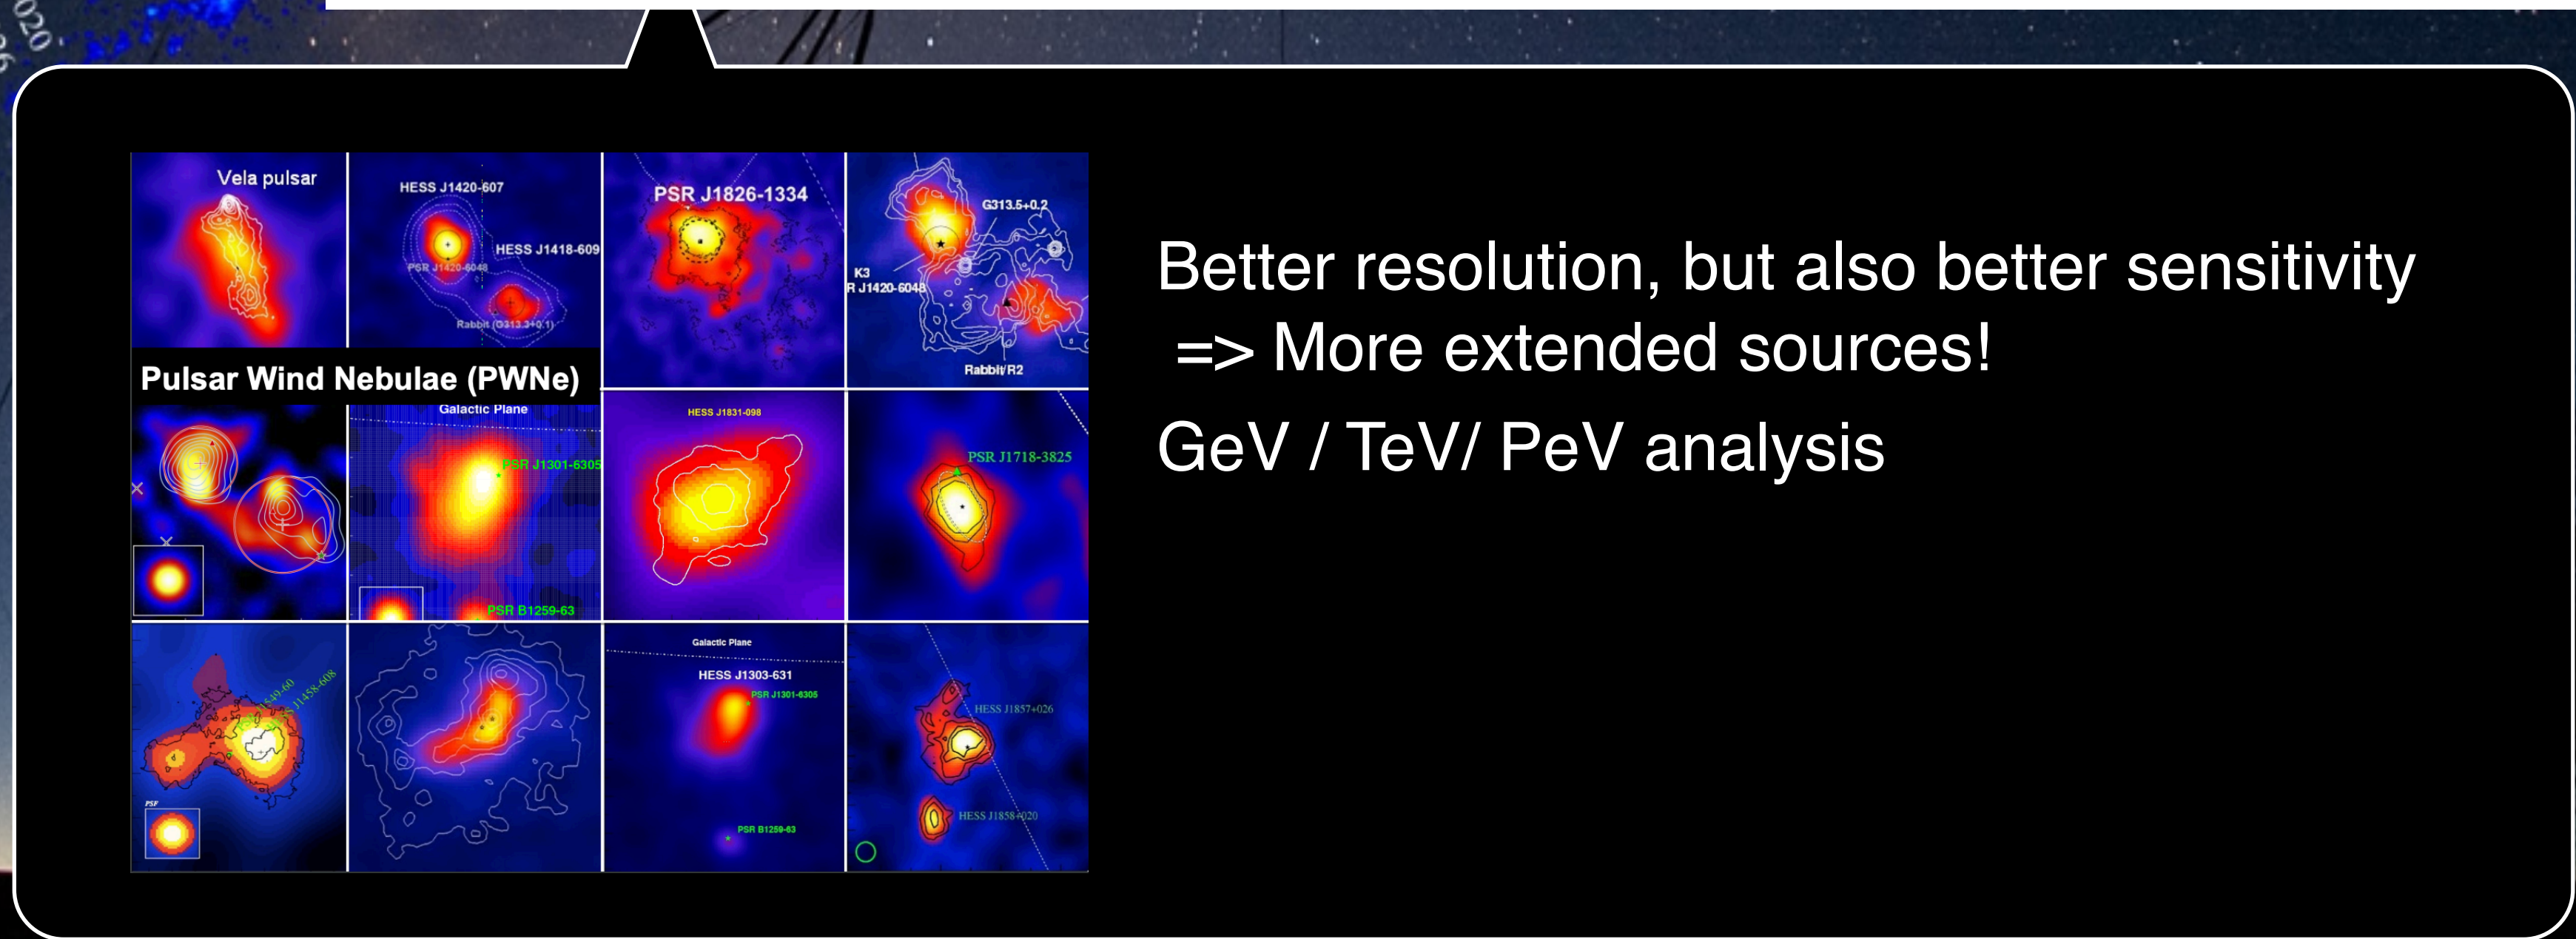 020
Vela pulsar
HESS J1420-607
HESS J1418-609
PSR J1420-6048
Rabbit (G313.3+0.1)
PSR J1826-1334
G313.5+0.2
K3
R J1420-6048
Rabbit/R2
Pulsar Wind Nebulae (PWNe)
Galactic Plane
PSR J1301-6305
PSR B1259-63
HESS J1831-098
PSR J1718-3825
J1458-608
PSF
Galactic Plane
HESS J1303-631
PSR J1301-6305
PSR B1259-63
HESS J1857+026
HESS J1858+020
Better resolution, but also better sensitivity
=> More extended sources!
GeV / TeV/ PeV analysis